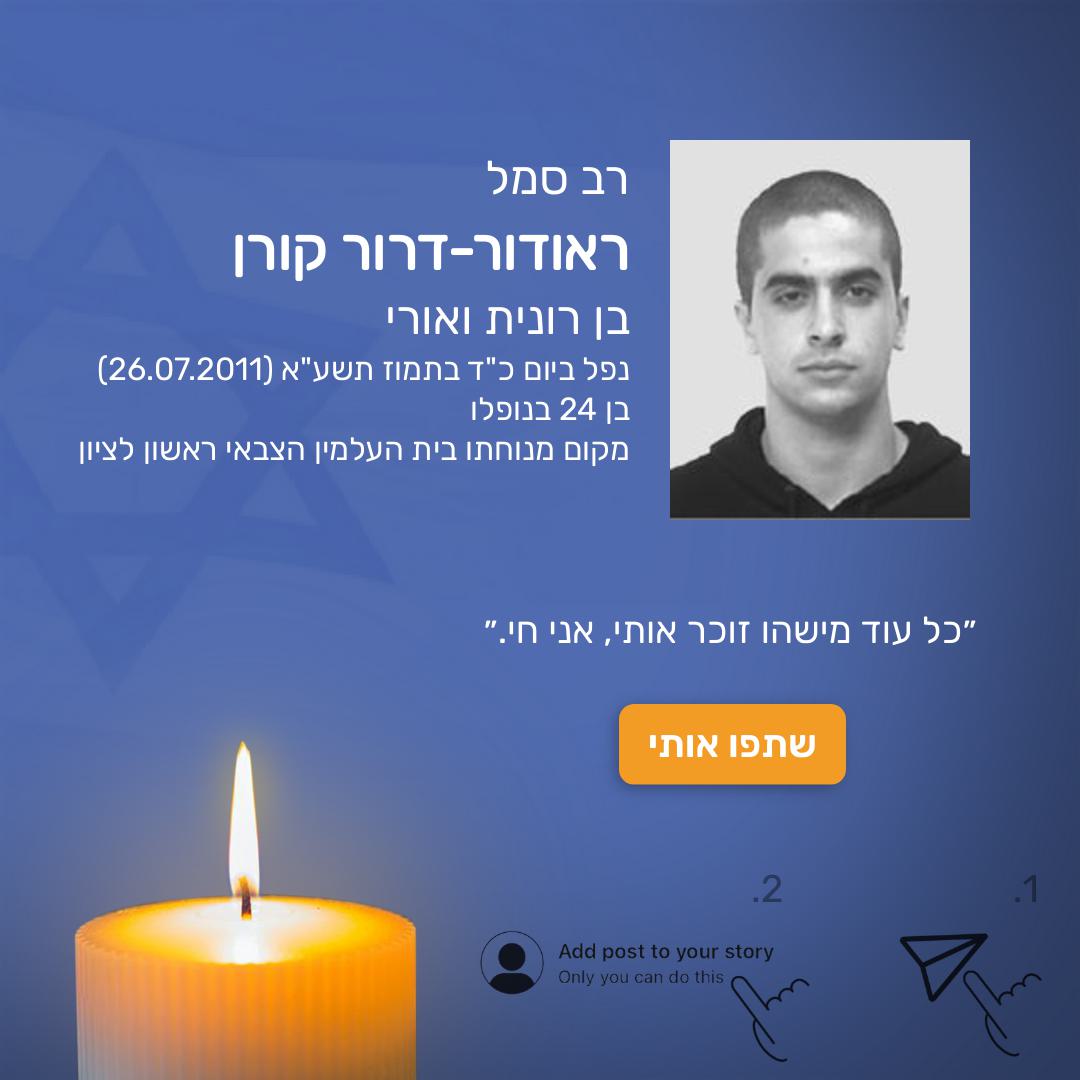 רב סמל
ראודור-דרור קורן
בן רונית ואורי
נפל ביום כ"ד בתמוז תשע"א (26.07.2011)
בן 24 בנופלו
מקום מנוחתו בית העלמין הצבאי ראשון לציון
״כל עוד מישהו זוכר אותי, אני חי.״
שתפו אותי
1.
2.
Add post to your story
Only you can do this